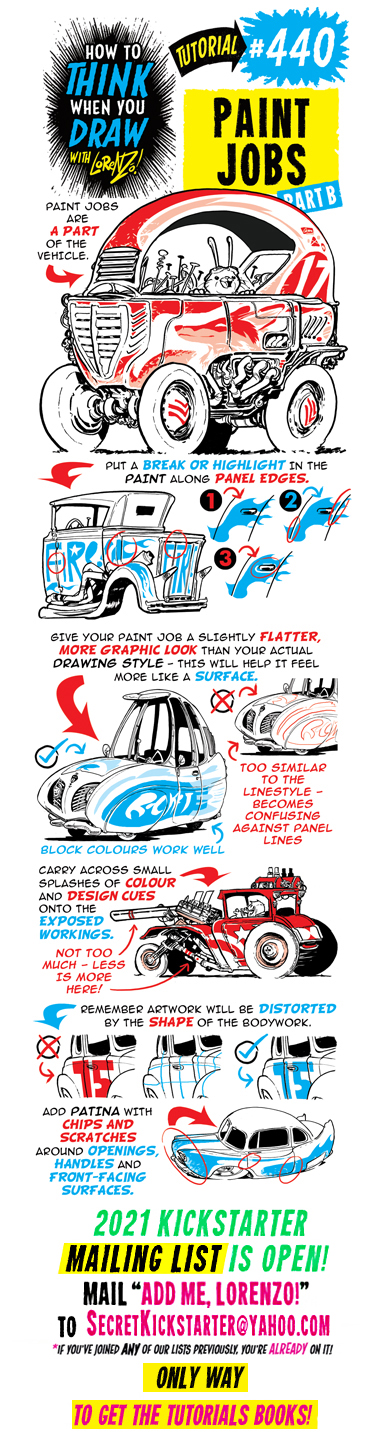 HOW TO
THINK
WHEN YOU
DRAW
WITH LORENZO!
TUTORIAL
#440
PAINT
JOBS
PART B
PAINT JOBS
ARE
A PART
OF THE
VEHICLE.
17
PUT A BREAK OR HIGHLIGHT IN THE
PAINT ALONG PANEL EDGES.
1
2
3
GIVE YOUR PAINT JOB A SLIGHTLY FLATTER,
MORE GRAPHIC LOOK THAN YOUR ACTUAL
DRAWING STYLE – THIS WILL HELP IT FEEL
MORE LIKE A SURFACE.
TOO SIMILAR
TO THE
LINESTYLE –
BECOMES
CONFUSING
AGAINST PANEL
LINES
BLOCK COLOURS WORK WELL
CARRY ACROSS SMALL
SPLASHES OF COLOUR
AND DESIGN CUES
ONTO THE
EXPOSED
WORKINGS.
NOT TOO
MUCH – LESS
IS MORE
HERE!
REMEMBER ARTWORK WILL BE DISTORTED
BY THE SHAPE OF THE BODYWORK.
75
75
ADD PATINA WITH
CHIPS AND
SCRATCHES
AROUND OPENINGS,
HANDLES AND
FRONT-FACING
SURFACES.
2021 KICKSTARTER
MAILING LIST IS OPEN!
MAIL “ADD ME, LORENZO!”
TO SECRETKICKSTARTER@YAHOO.COM
*IF YOU'VE JOINED ANY OF OUR LISTS PREVIOUSLY, YOU'RE ALREADY ON IT!
ONLY WAY
TO GET THE TUTORIALS BOOKS!